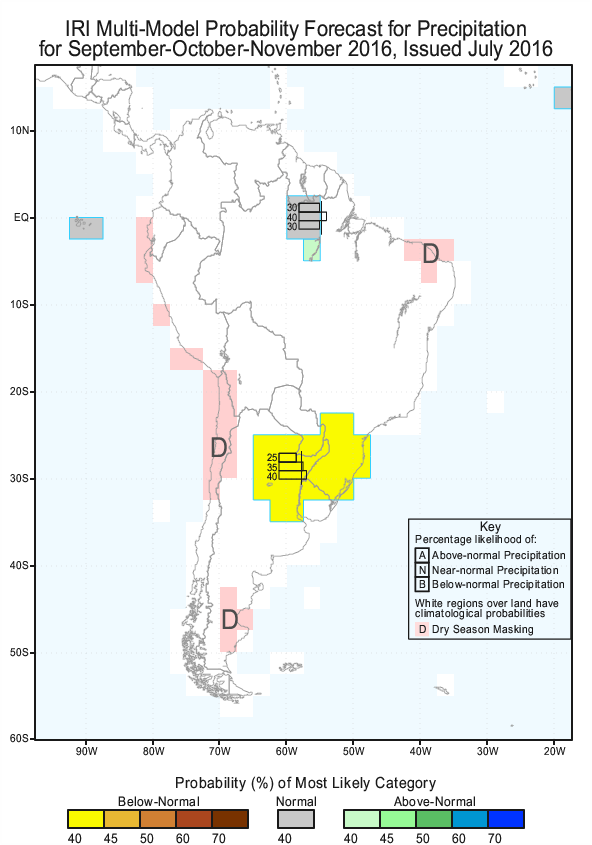 IRI Multi-Model Probability Forecast for Precipitation
for September-October-November 2016, Issued July 2016
10N
EQ
10S
20S
30S
40S
50S
60S
30
40
30
D
D
25
35
40
D
Key
Percentage likelihood of:
A Above-normal Precipitation
N Near-normal Precipitation
B Below-normal Precipitation
White regions over land have
climatological probabilities
D Dry Season Masking
90W 80W 70W 60W 50W 40W 30W 20W
Probability (%) of Most Likely Category
Below-Normal Normal Above-Normal
40 45 50 60 70 40 40 45 50 60 70